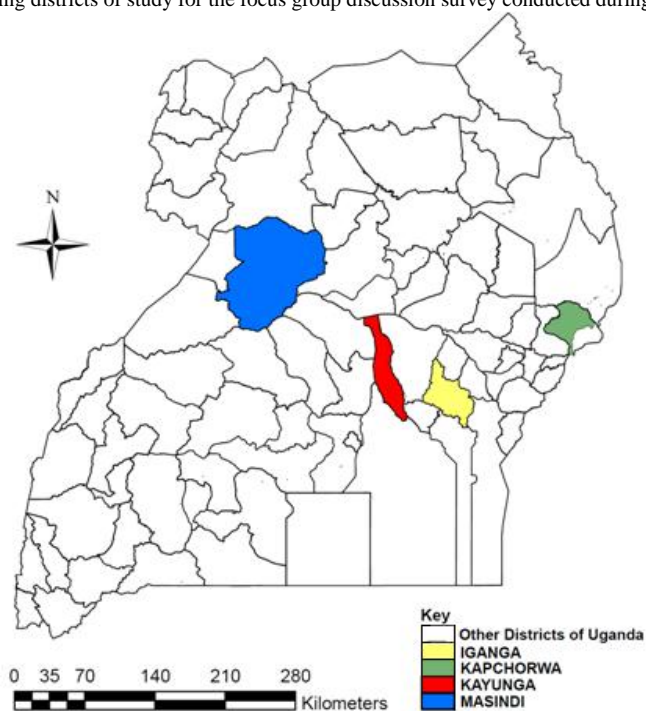 ing districts of study for the focus group discussion survey conducted during
N
Key
Other Districts of Uganda
IGANGA
KAPCHORWA
KAYUNGA
MASINDI
0 35 70 140 210 280
Kilometers